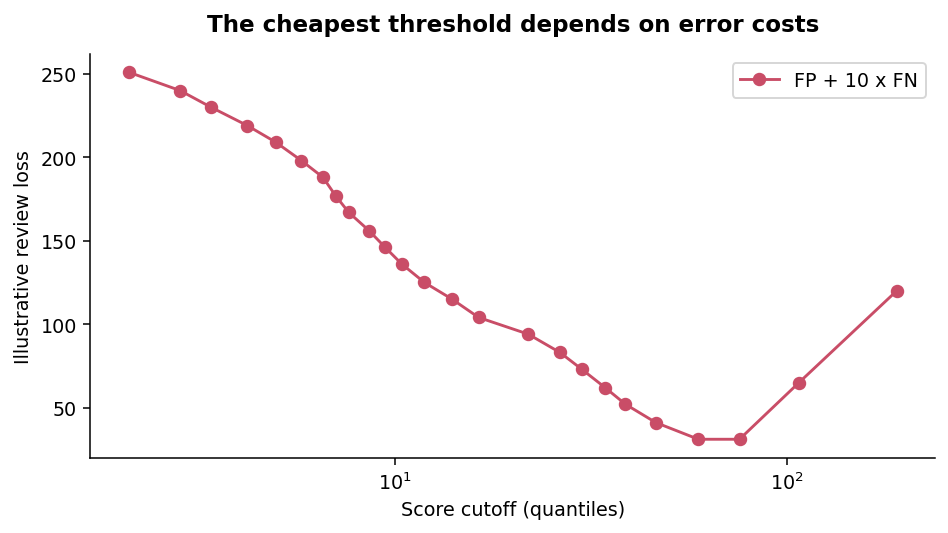 The cheapest threshold depends on error costs
FP + 10 x FN
Illustrative review loss
250
200
150
100
50
10¹
10²
Score cutoff (quantiles)